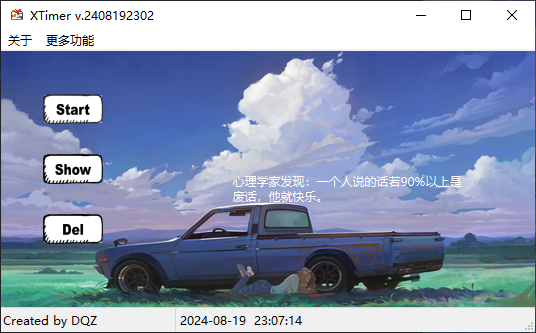 XTimer v.2408192302
关于 更多功能
Start
Show
Del
心理学家发现：一个人说的话若90%以上是
废话，他就快乐。
Created by DQZ
2024-08-19 23:07:14